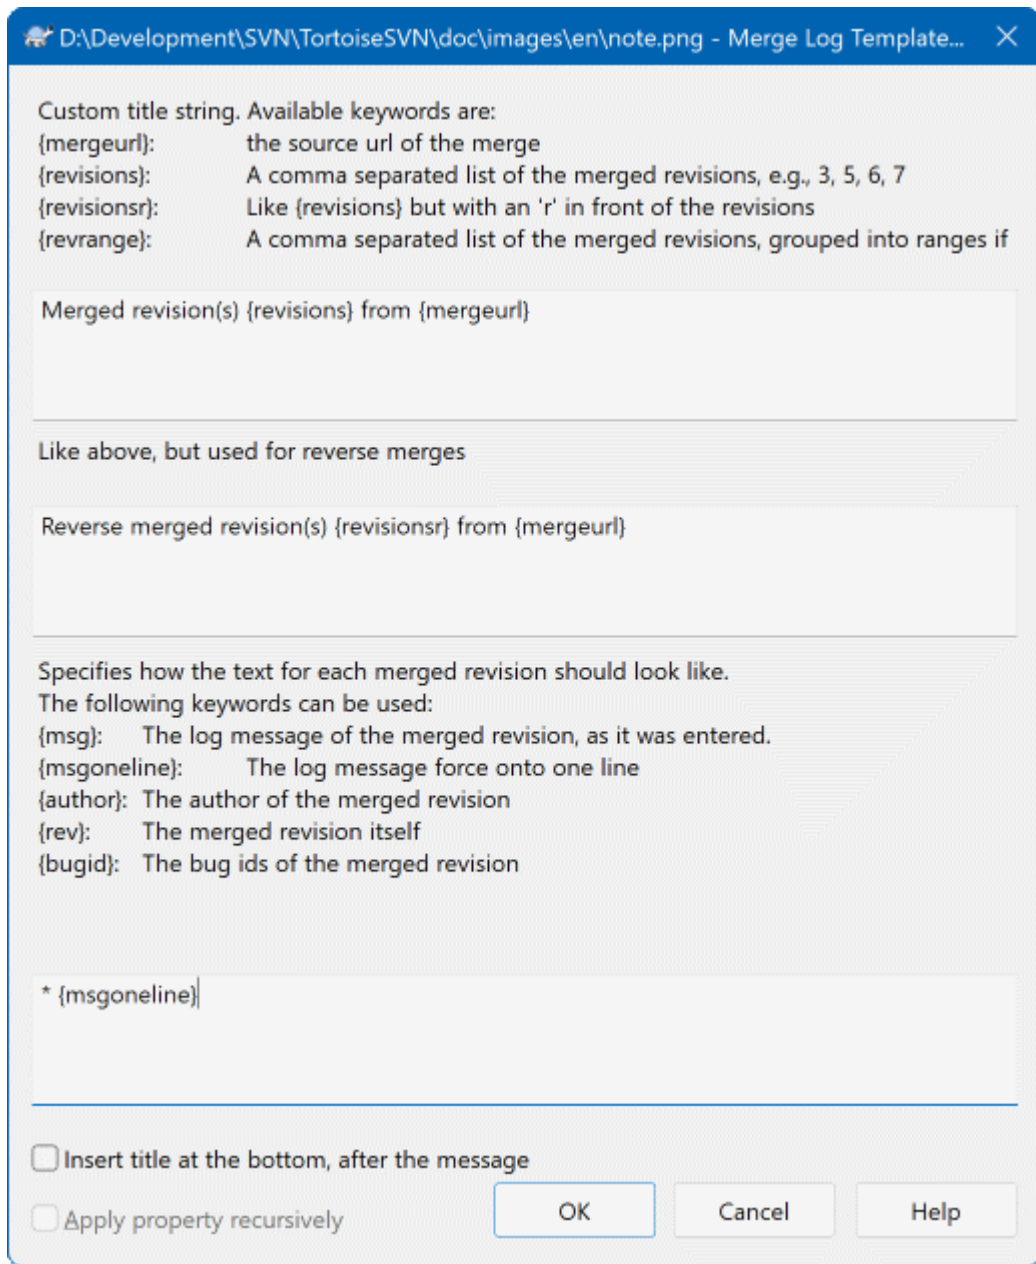 D:\Development\SVN\TortoiseSVN\doc\images\en\note.png - Merge Log Template...
Custom title string. Available keywords are:
{mergeurl}: the source url of the merge
{revisions}: A comma separated list of the merged revisions, e.g., 3, 5, 6, 7
{revisionsr}: Like {revisions} but with an 'r' in front of the revisions
{revrange}: A comma separated list of the merged revisions, grouped into ranges if
Merged revision(s) {revisions} from {mergeurl}
Like above, but used for reverse merges
Reverse merged revision(s) {revisionsr} from {mergeurl}
Specifies how the text for each merged revision should look like.
The following keywords can be used:
{msg}: The log message of the merged revision, as it was entered.
{msgoneline}: The log message force onto one line
{author}: The author of the merged revision
{rev}: The merged revision itself
{bugid}: The bug ids of the merged revision
* {msgoneline}
Insert title at the bottom, after the message
Apply property recursively
OK Cancel Help